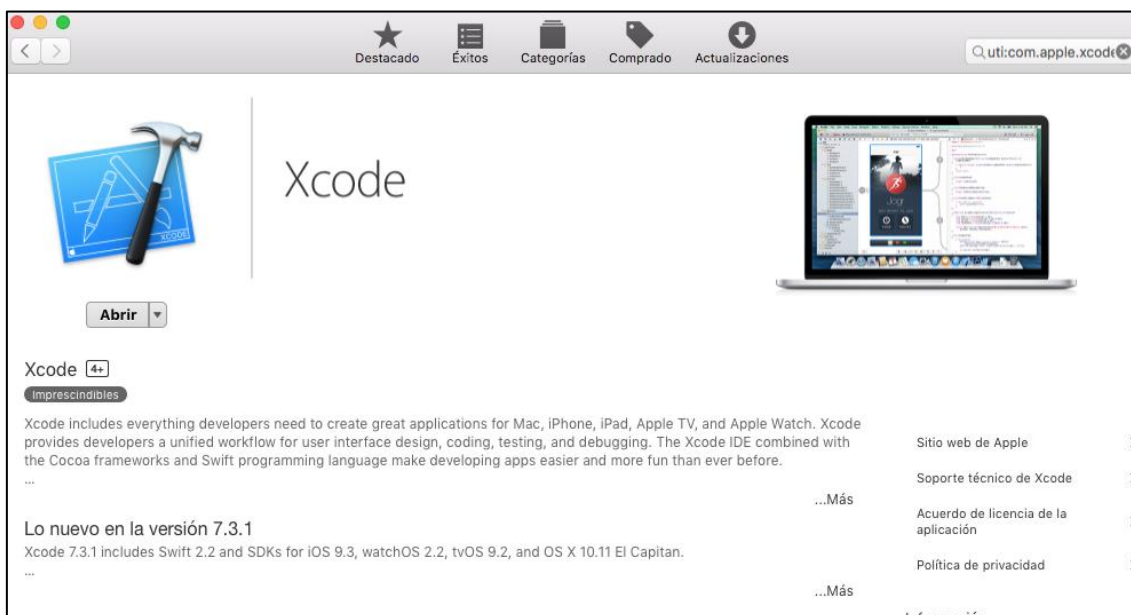 Destacado Éxitos Categorías Comprado Actualizaciones
uti:com.apple.xcode
XCODE
Xcode
Jogr
Abrir
Xcode 4+
Imprescindibles
Xcode includes everything developers need to create great applications for Mac, iPhone, iPad, Apple TV, and Apple Watch. Xcode
provides developers a unified workflow for user interface design, coding, testing, and debugging. The Xcode IDE combined with
the Cocoa frameworks and Swift programming language make developing apps easier and more fun than ever before.
...
...Más
Lo nuevo en la versión 7.3.1
Xcode 7.3.1 includes Swift 2.2 and SDKs for iOS 9.3, watchOS 2.2, tvOS 9.2, and OS X 10.11 El Capitan.
...
...Más
Sitio web de Apple
Soporte técnico de Xcode
Acuerdo de licencia de la
aplicación
Política de privacidad